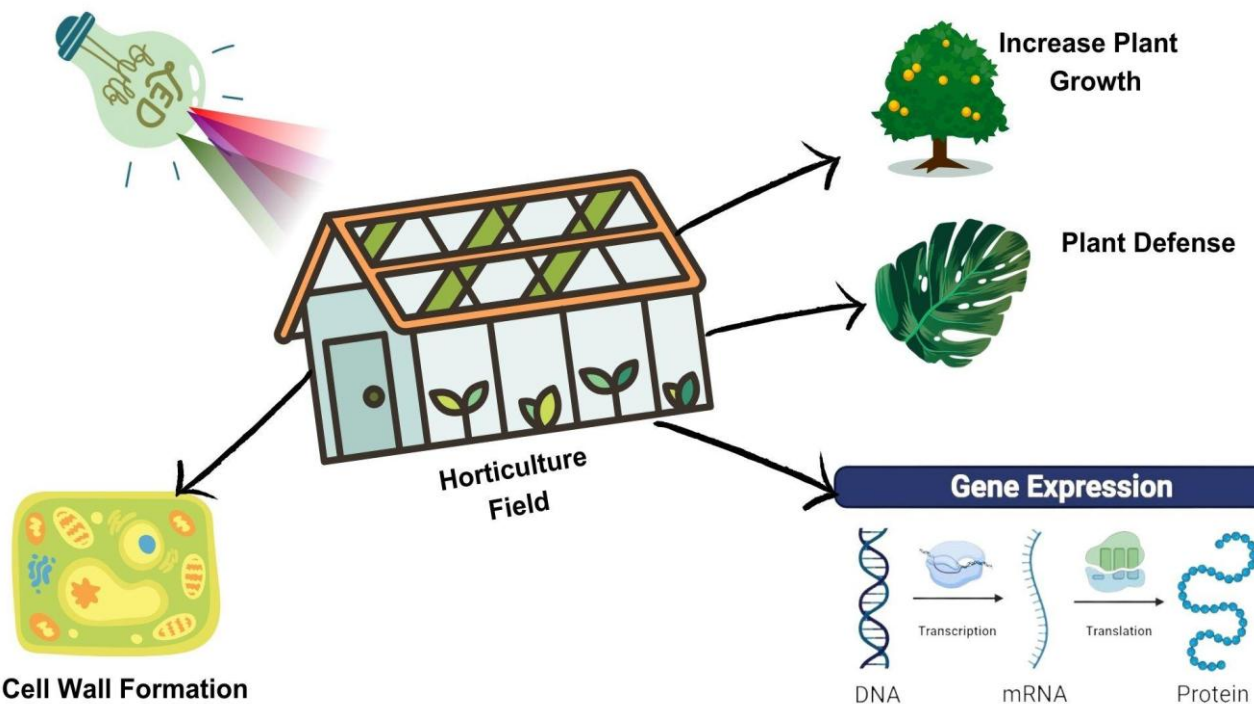 LED
Increase Plant
Growth
Plant Defense
Horticulture
Field
Gene Expression
Transcription
Translation
DNA
mRNA
Protein
Cell Wall Formation